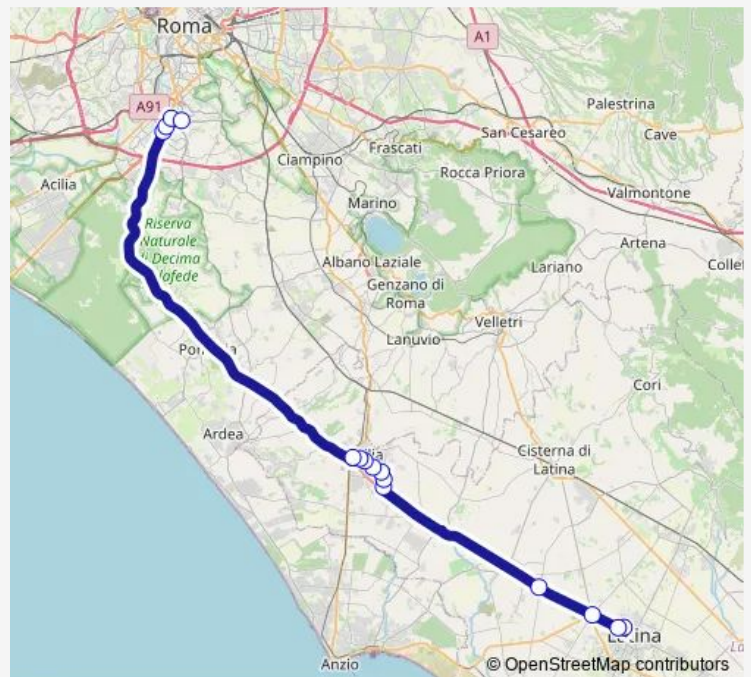 Roma
A1
A91
Palestrina
San Cesareo
Cave
Frascati
Ciampino
Rocca Priora
Acilia
Valmontone
Marino
Riserva
Naturale
Artena
Albano Laziale
Lariano
Genzano di
Roma
Velletri
Lanuvio
Cori
Ardea
Cisterna di
Latina
Anzio
© OpenStreetMap contributors